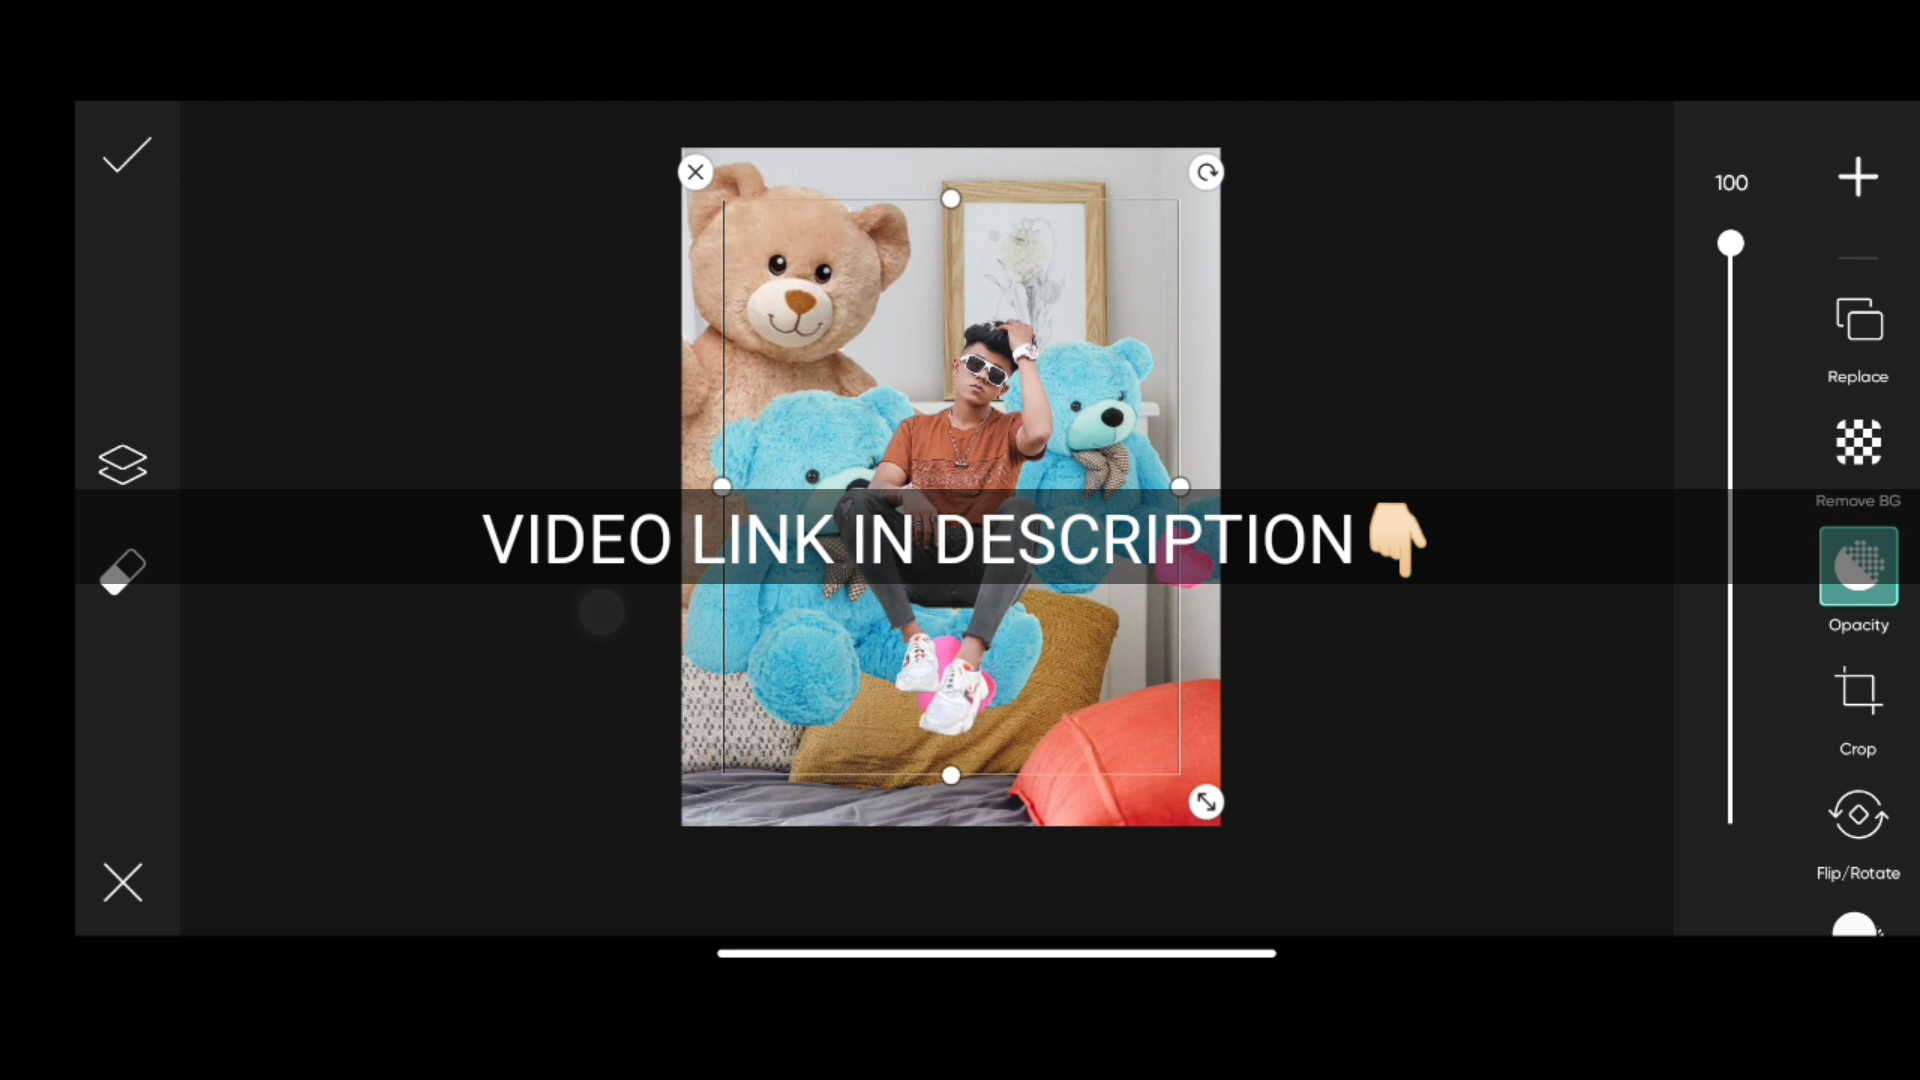 100
Replace
Remove BG
VIDEO LINK IN DESCRIPTION👇🏼
Opacity
Crop
Flip/Rotate